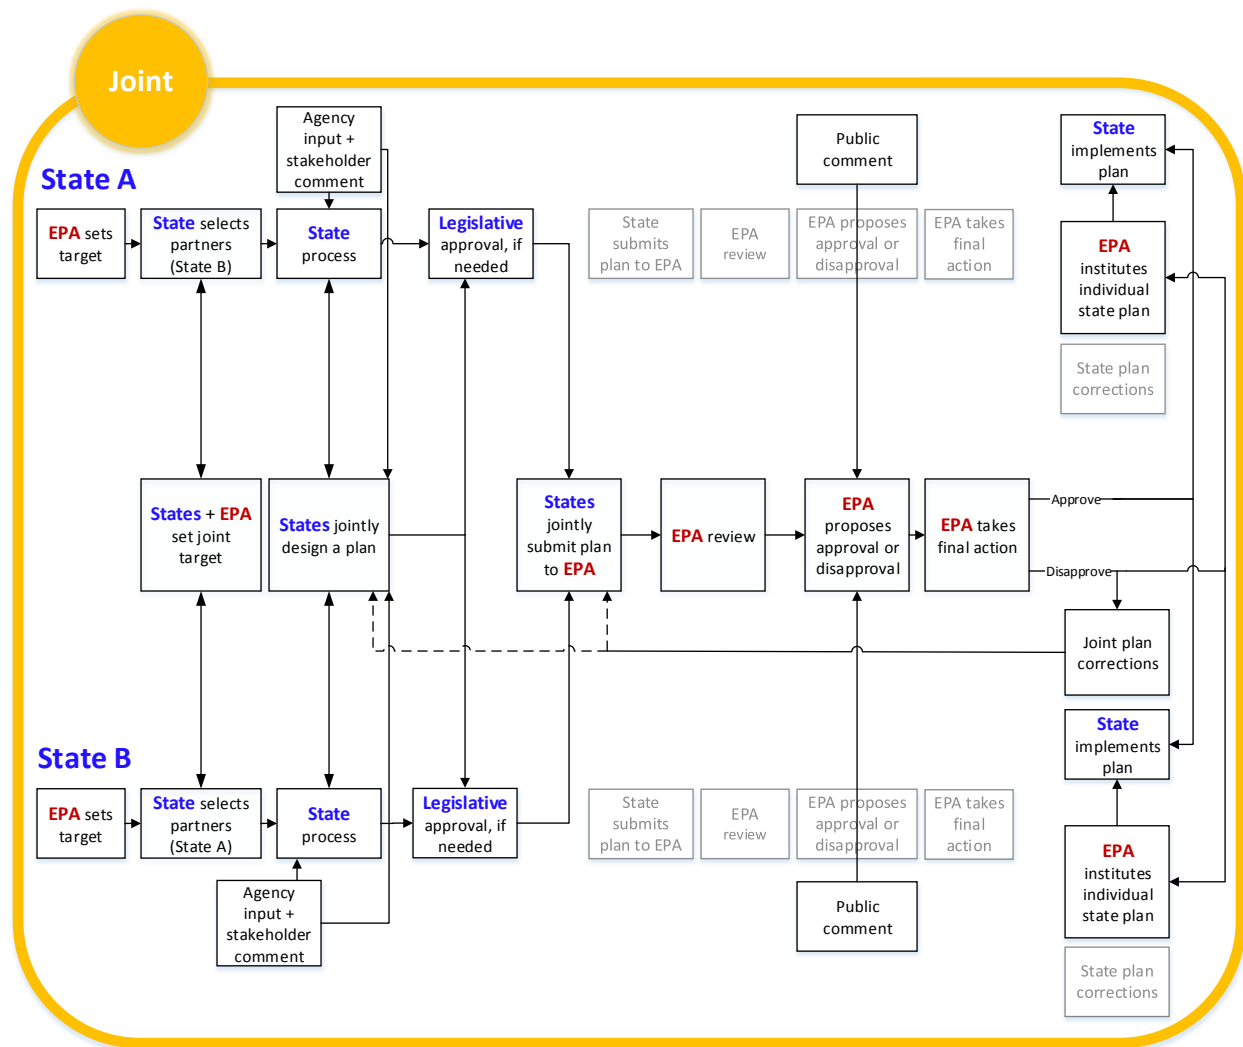 Joint
State A
Agency
input +
stakeholder
comment
Public
comment
State
implements
plan
EPA sets
target
State selects
partners
(State B)
State
process
Legislative
approval, if
needed
State
submits
plan to EPA
EPA
review
EPA proposes
approval or
disapproval
EPA takes
final
action
EPA
institutes
individual
state plan
State plan
corrections
States + EPA
set joint
target
States jointly
design a plan
States
jointly
submit plan
to EPA
EPA review
EPA
proposes
approval or
disapproval
EPA takes
final action
Approve
Disapprove
Joint plan
corrections
State B
State
implements
plan
EPA sets
target
State selects
partners
(State A)
State
process
Legislative
approval, if
needed
State
submits
plan to EPA
EPA
review
EPA proposes
approval or
disapproval
EPA takes
final
action
EPA
institutes
individual
state plan
Agency
input +
stakeholder
comment
Public
comment
State plan
corrections